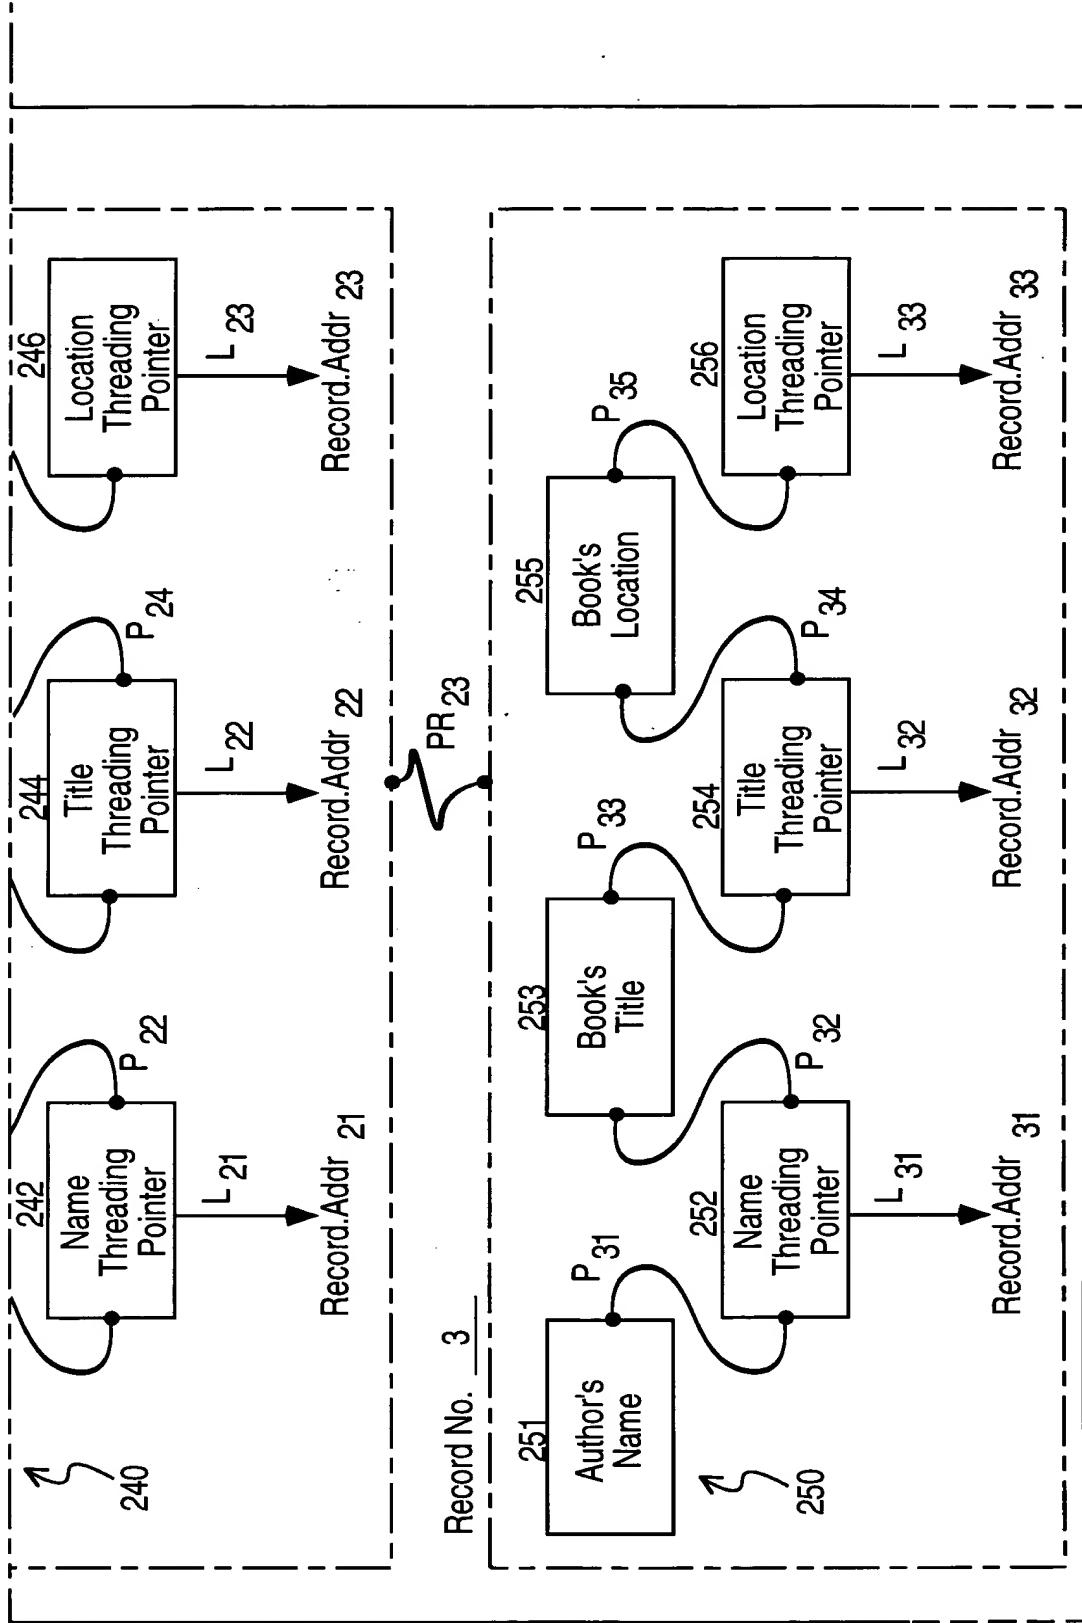 240
242
Name
Threading
Pointer
P 22
L 21
Record.Addr 21
244
Title
Threading
Pointer
P 24
L 22
Record.Addr 22
246
Location
Threading
Pointer
L 23
Record.Addr 23
PR 23
Record No. 3
250
251
Author's
Name
P 31
252
Name
Threading
Pointer
P 32
L 31
Record.Addr 31
253
Book's
Title
P 33
254
Title
Threading
Pointer
P 34
L 32
Record.Addr 32
255
Book's
Location
P 35
256
Location
Threading
Pointer
L 33
Record.Addr 33